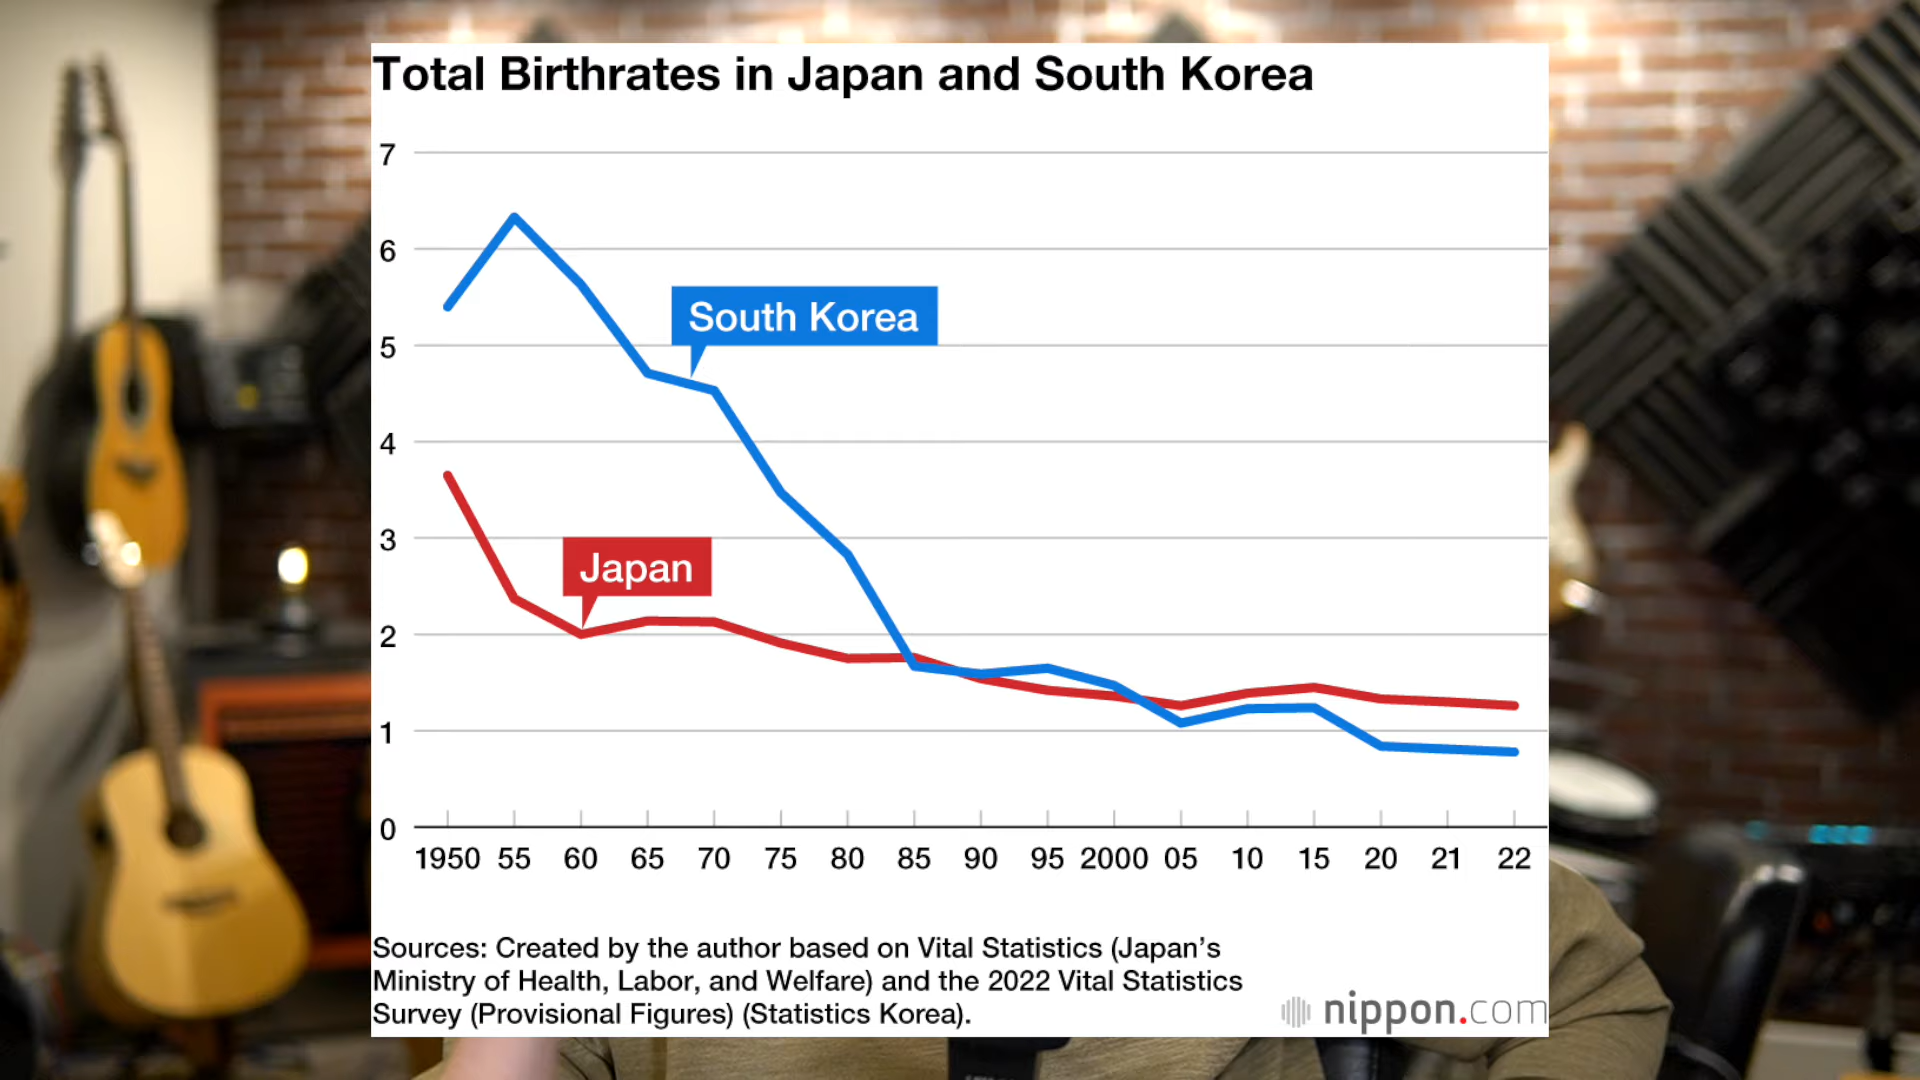 Total Birthrates in Japan and South Korea
7
6
5
4
3
2
1
0
South Korea
Japan
1950 55 60 65 70 75 80 85 90 95 2000 05 10 15 20 21 22
Sources: Created by the author based on Vital Statistics (Japan’s
Ministry of Health, Labor, and Welfare) and the 2022 Vital Statistics
Survey (Provisional Figures) (Statistics Korea).
nippon.com